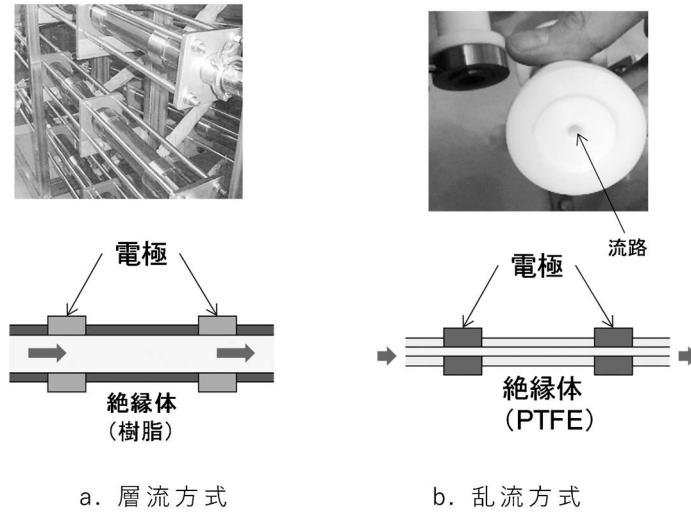 流路
電極
電極
絶縁体
（樹脂）
絶縁体
（PTFE）
a. 層流方式
b. 乱流方式